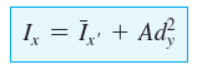 I_x = Ī_x' + Ad_y^2